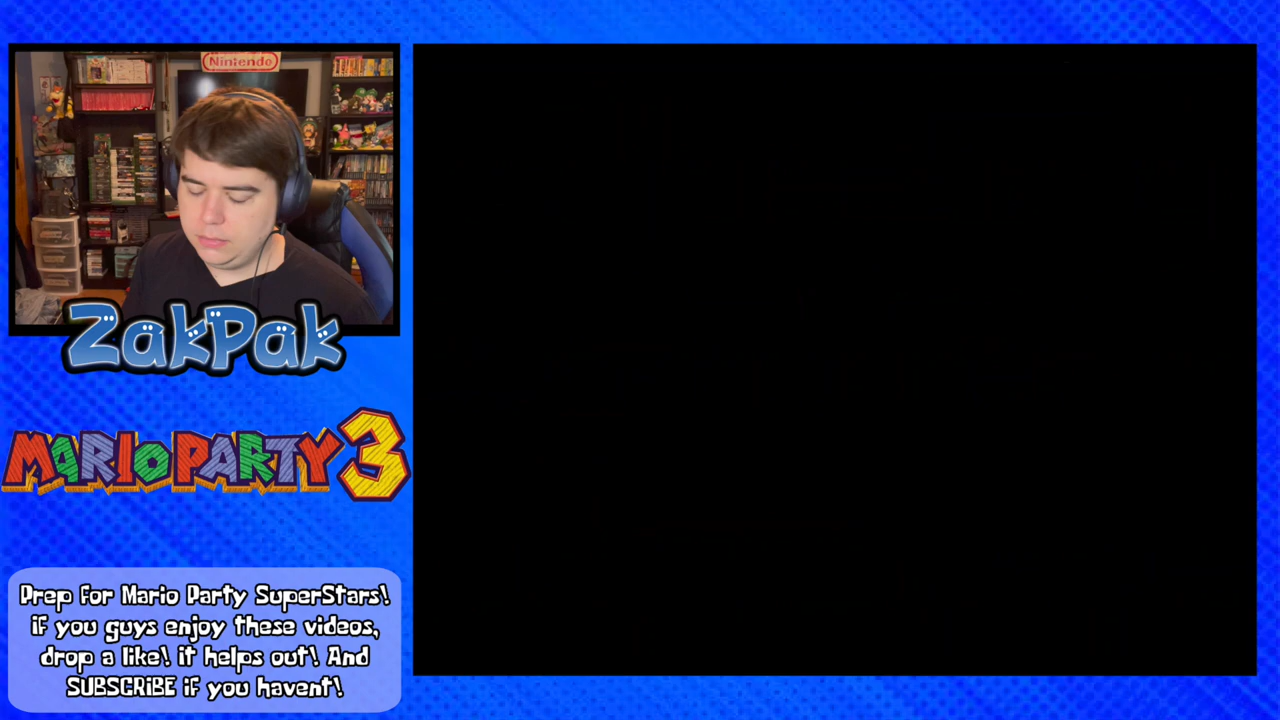 Nintendo
ZakPak
MARIO PARTY 3
Prep for Mario Party SuperStars!
if you guys enjoy these videos,
drop a like! it helps out! And
SUBSCRiBE if you havent!